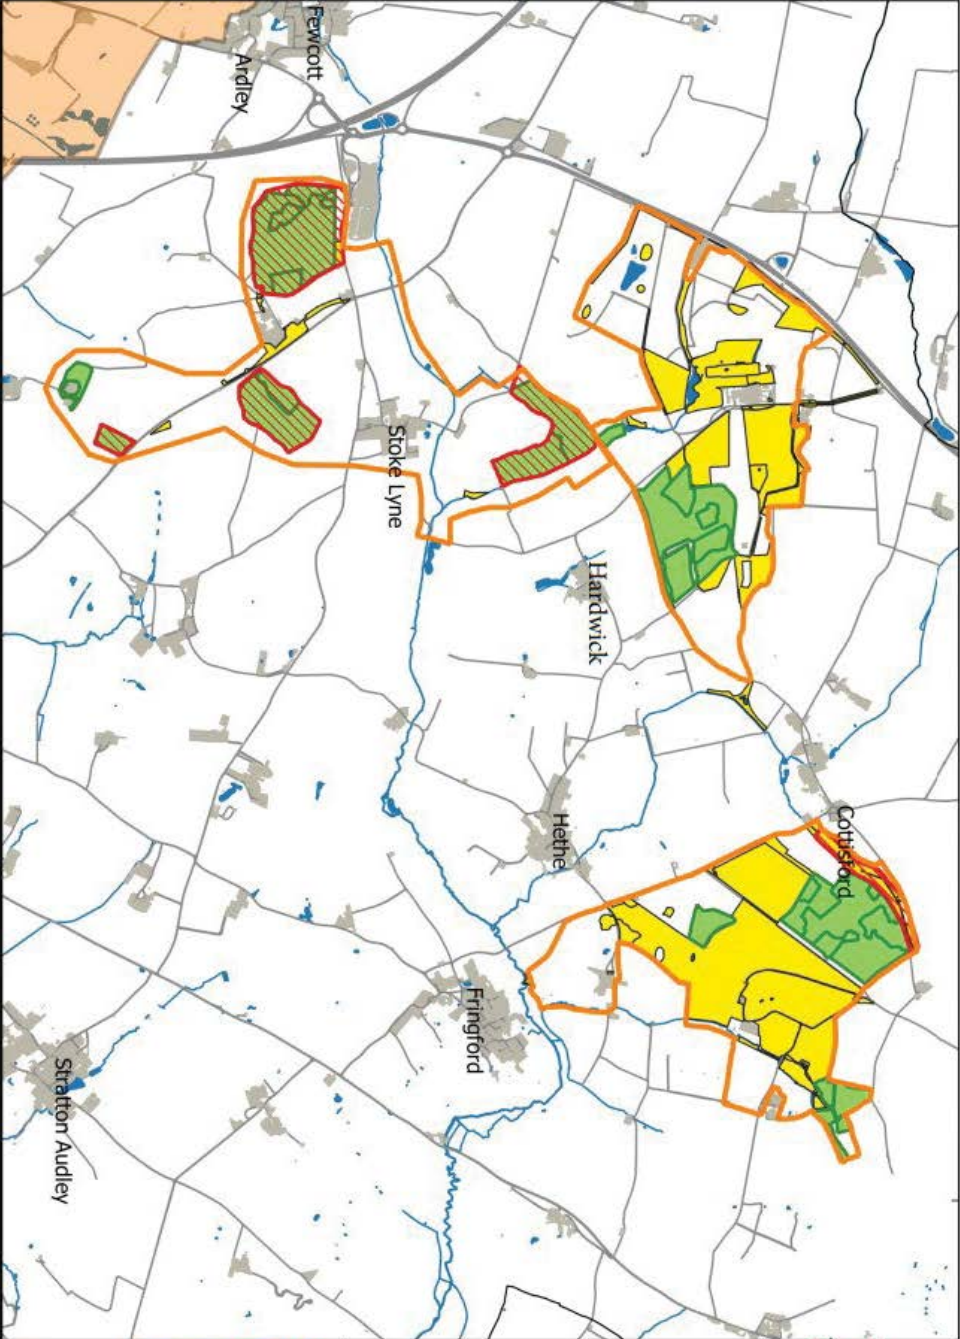 Fewcott
Ardley
Stoke Lyne
Hardwick
Cottisford
Hethe
Fringford
Stratton Audley